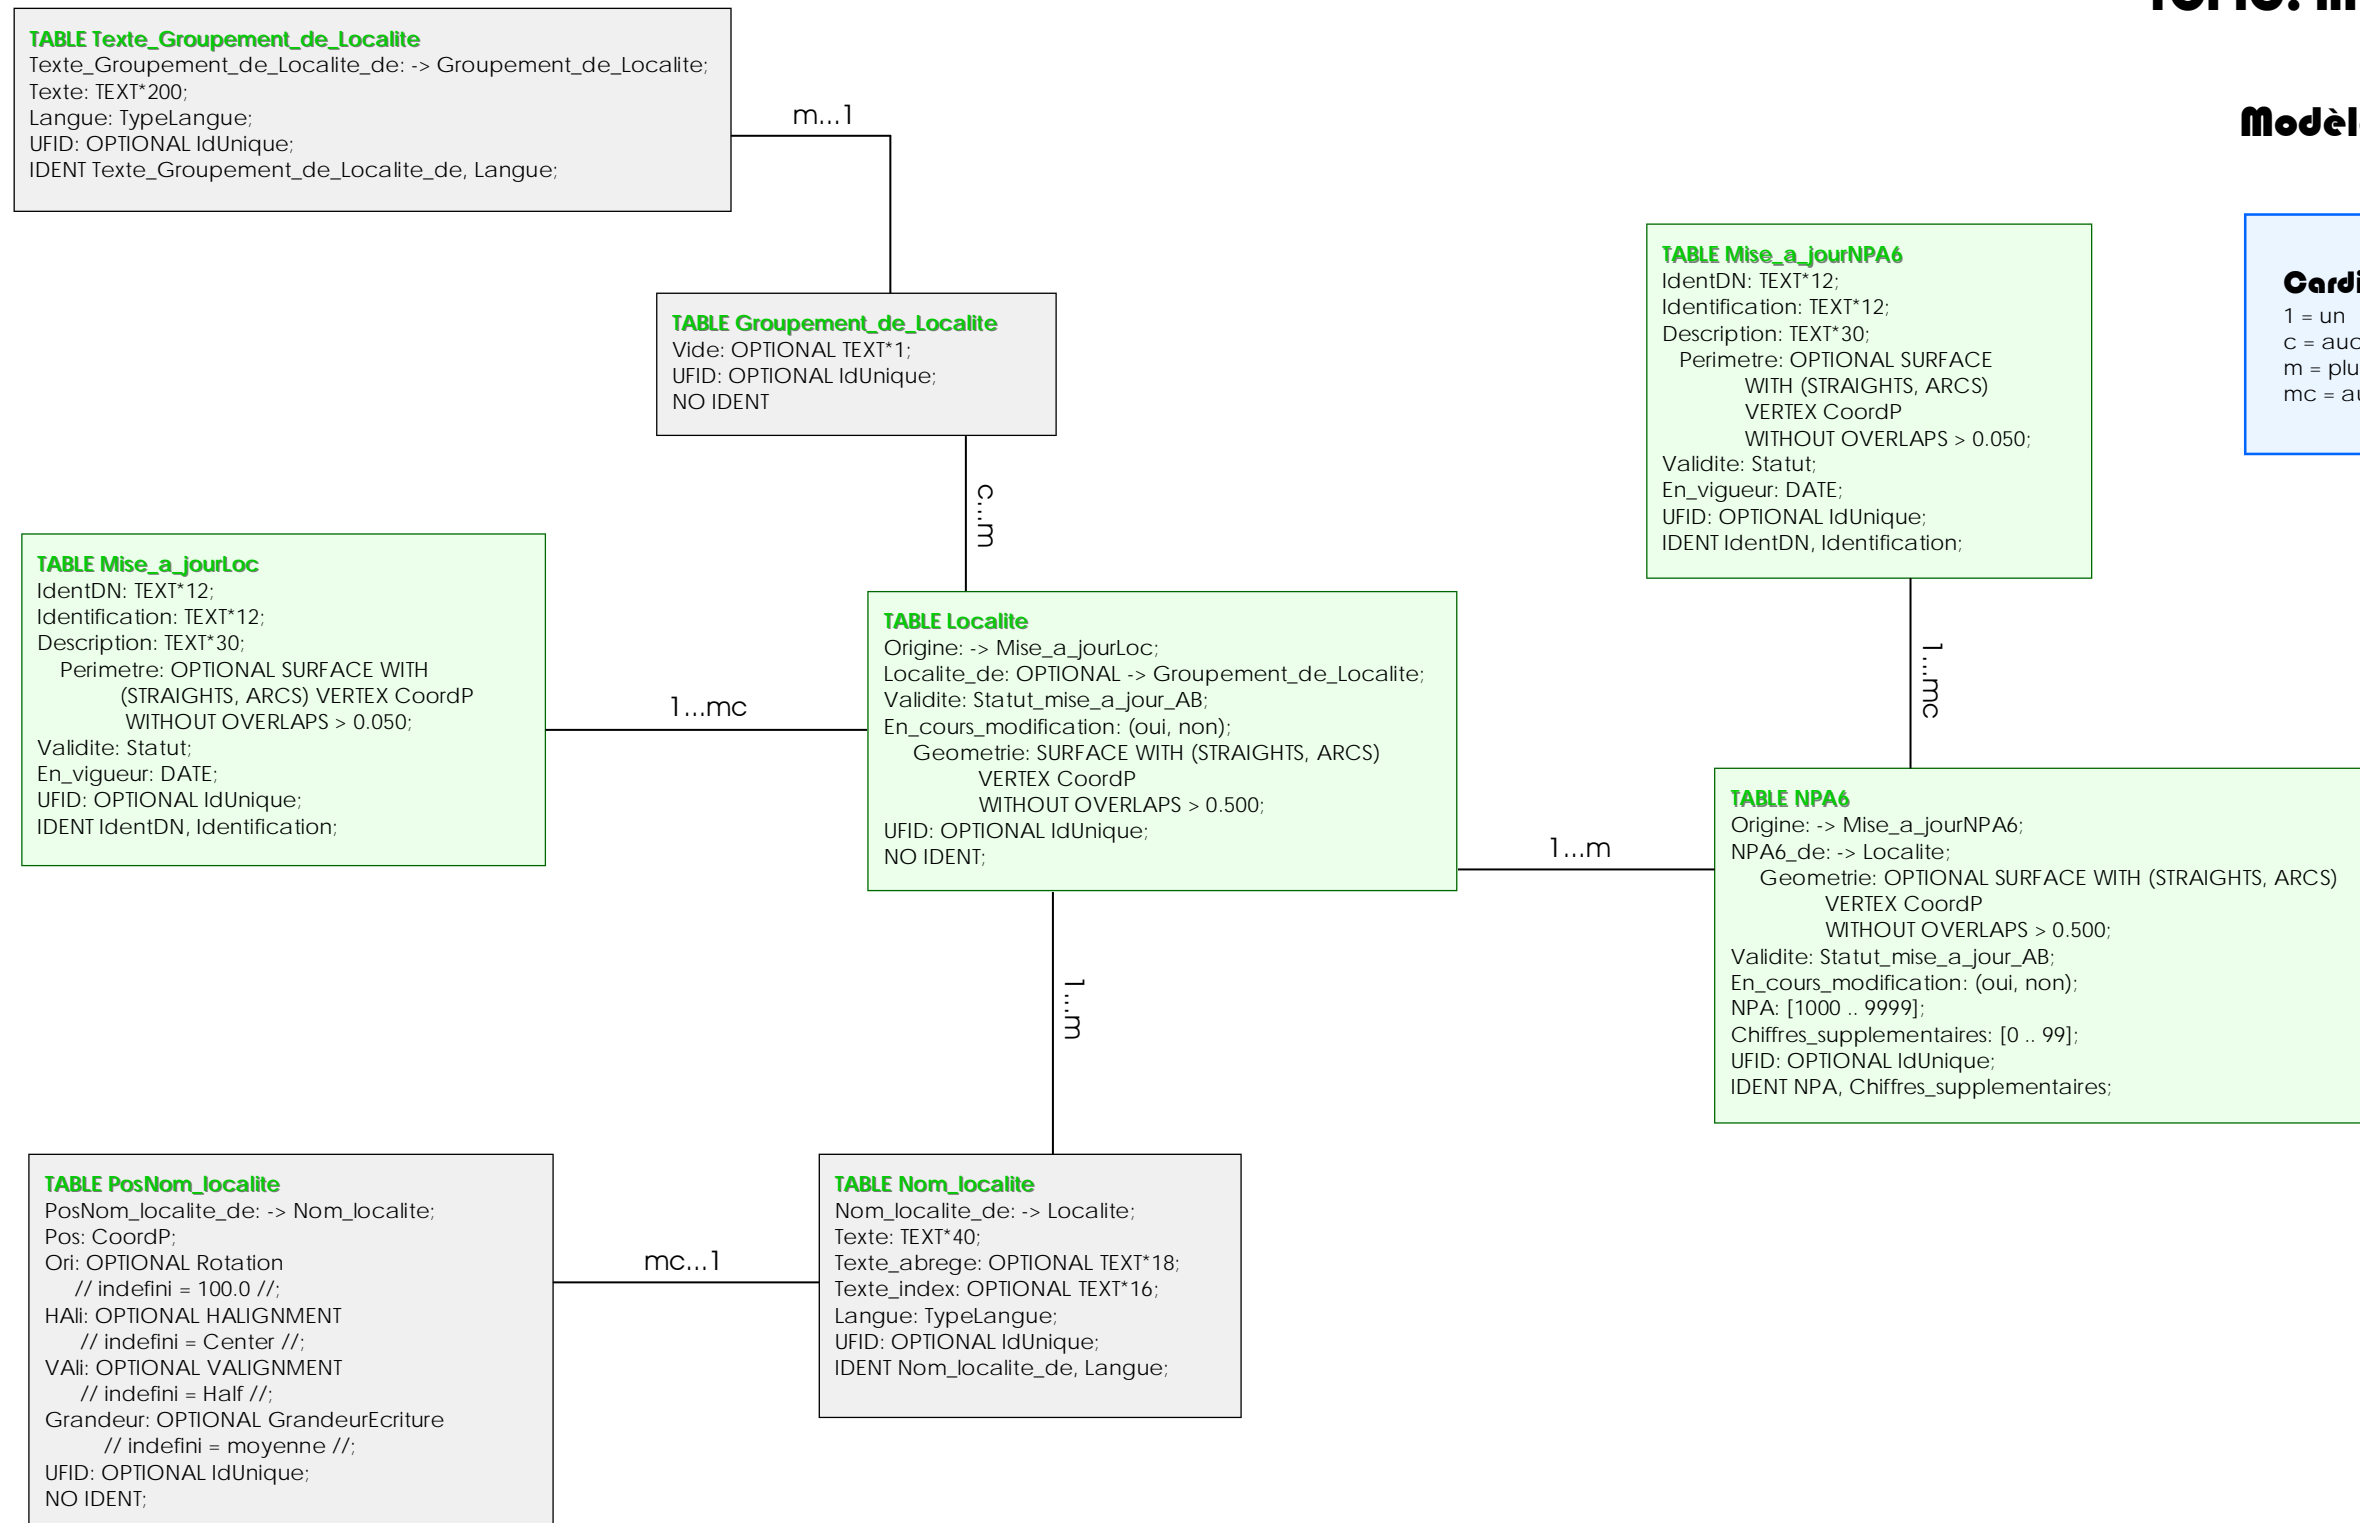 TABLE Texte_Groupement_de_Localite
Texte_Groupement_de_Localite_de: -> Groupement_de_Localite;
Texte: TEXT*200;
Langue: TypeLangue;
UFID: OPTIONAL IdUnique;
IDENT Texte_Groupement_de_Localite_de, Langue;
m...1
TABLE Groupement_de_Localite
Vide: OPTIONAL TEXT*1;
UFID: OPTIONAL IdUnique;
NO IDENT
c...m
TABLE Mise_a_jourNPA6
IdentDN: TEXT*12;
Identification: TEXT*12;
Description: TEXT*30;
Perimetre: OPTIONAL SURFACE
WITH (STRAIGHTS, ARCS)
VERTEX CoordP
WITHOUT OVERLAPS > 0.050;
Validite: Statut;
En_vigueur: DATE;
UFID: OPTIONAL IdUnique;
IDENT IdentDN, Identification;
1...mc
1 = un
c =
m =
mc =
TABLE Mise_a_jourLoc
IdentDN: TEXT*12;
Identification: TEXT*12;
Description: TEXT*30;
Perimetre: OPTIONAL SURFACE WITH
(STRAIGHTS, ARCS) VERTEX CoordP
WITHOUT OVERLAPS > 0.050;
Validite: Statut;
En_vigueur: DATE;
UFID: OPTIONAL IdUnique;
IDENT IdentDN, Identification;
1...mc
TABLE Localite
Origine: -> Mise_a_jourLoc;
Localite_de: OPTIONAL -> Groupement_de_Localite;
Validite: Statut_mise_a_jour_AB;
En_cours_modification: (oui, non);
Geometrie: SURFACE WITH (STRAIGHTS, ARCS)
VERTEX CoordP
WITHOUT OVERLAPS > 0.500;
UFID: OPTIONAL IdUnique;
NO IDENT;
1...m
TABLE NPA6
Origine: -> Mise_a_jourNPA6;
NPA6_de: -> Localite;
Geometrie: OPTIONAL SURFACE WITH (STRAIGHTS, ARCS)
VERTEX CoordP
WITHOUT OVERLAPS > 0.500;
Validite: Statut_mise_a_jour_AB;
En_cours_modification: (oui, non);
NPA: [1000 .. 9999];
Chiffres_supplementaires: [0 .. 99];
UFID: OPTIONAL IdUnique;
IDENT NPA, Chiffres_supplementaires;
1...m
TABLE PosNom_localite
PosNom_localite_de: -> Nom_localite;
Pos: CoordP;
Ori: OPTIONAL Rotation
// indefini = 100.0 //;
HAli: OPTIONAL HALIGNMENT
// indefini = Center //;
VAli: OPTIONAL VALIGNMENT
// indefini = Half //;
Grandeur: OPTIONAL GrandeurEcriture
// indefini = moyenne //;
UFID: OPTIONAL IdUnique;
NO IDENT;
mc...1
TABLE Nom_localite
Nom_localite_de: -> Localite;
Texte: TEXT*40;
Texte_abrege: OPTIONAL TEXT*18;
Texte_index: OPTIONAL TEXT*16;
Langue: TypeLangue;
UFID: OPTIONAL IdUnique;
IDENT Nom_localite_de, Langue;